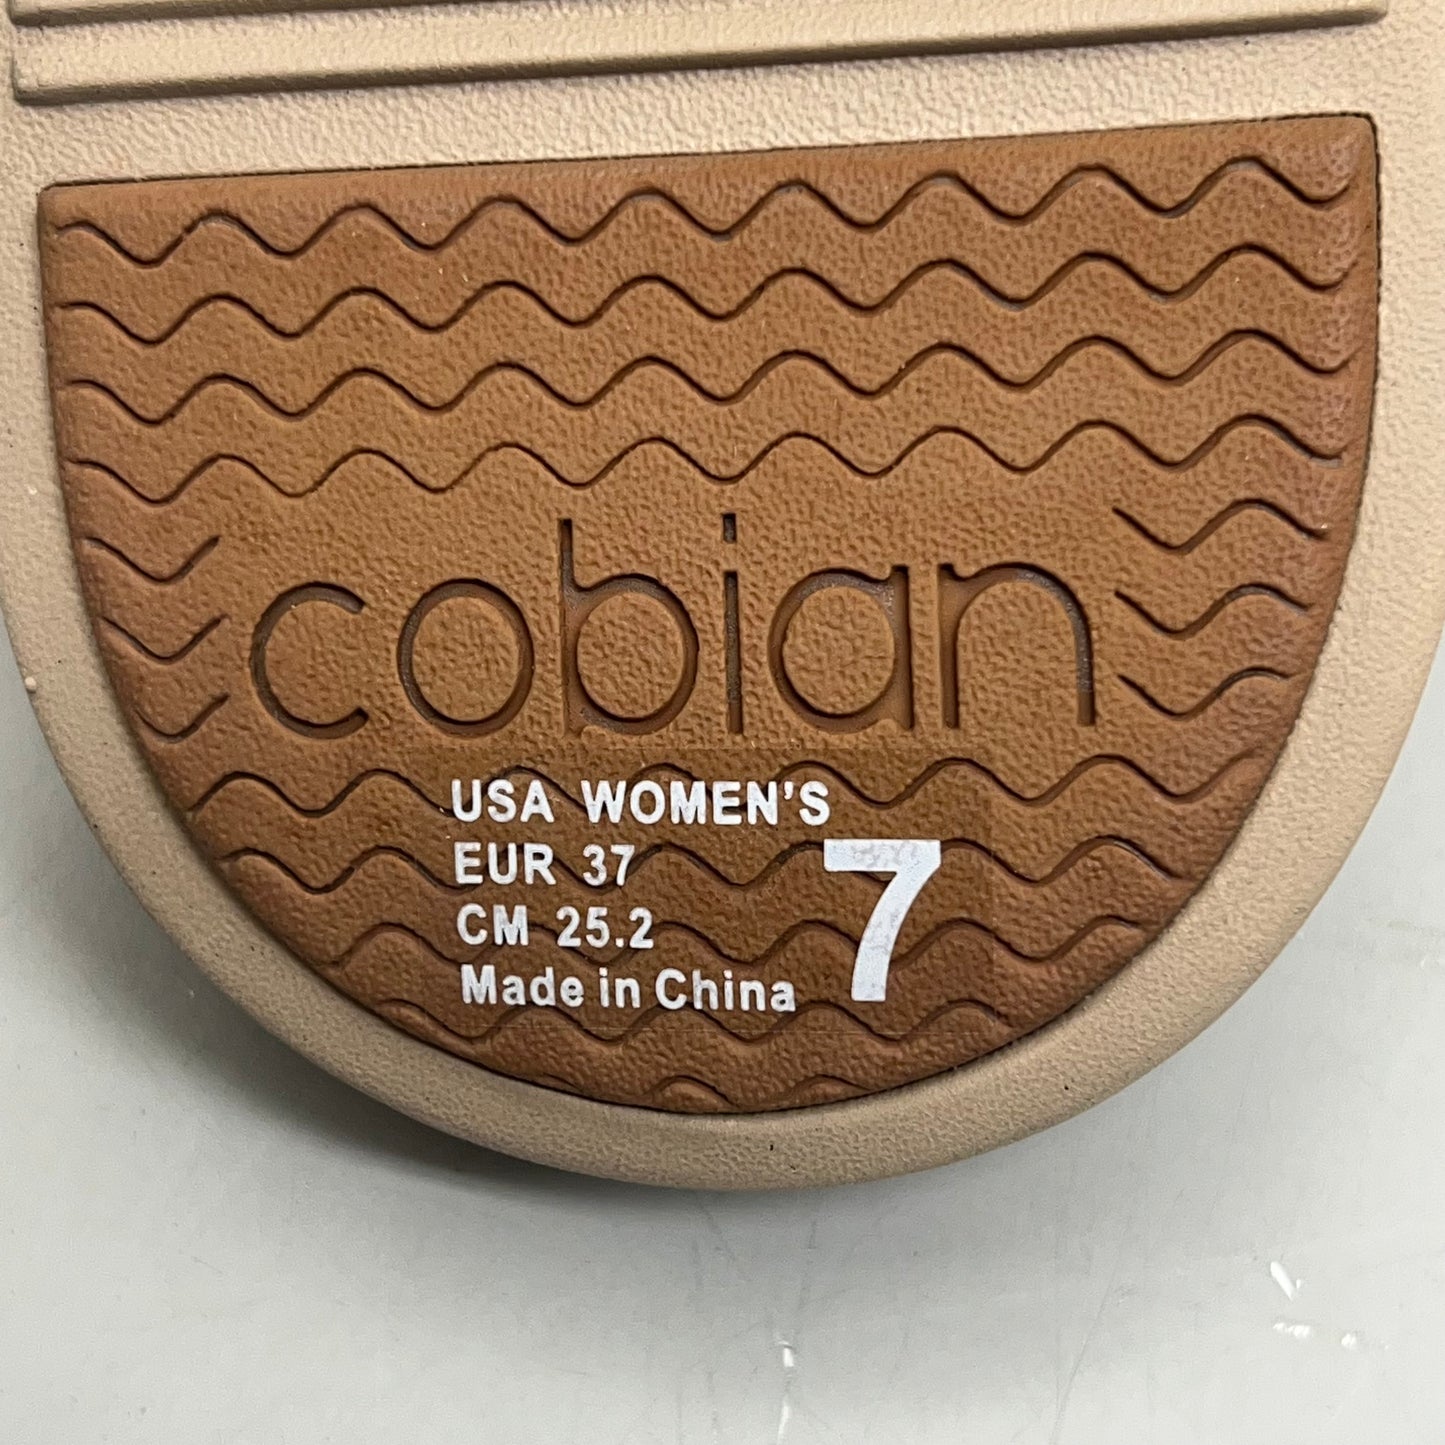 cobian
USA WOMEN'S
EUR 37
CM 25.2
Made in China
7